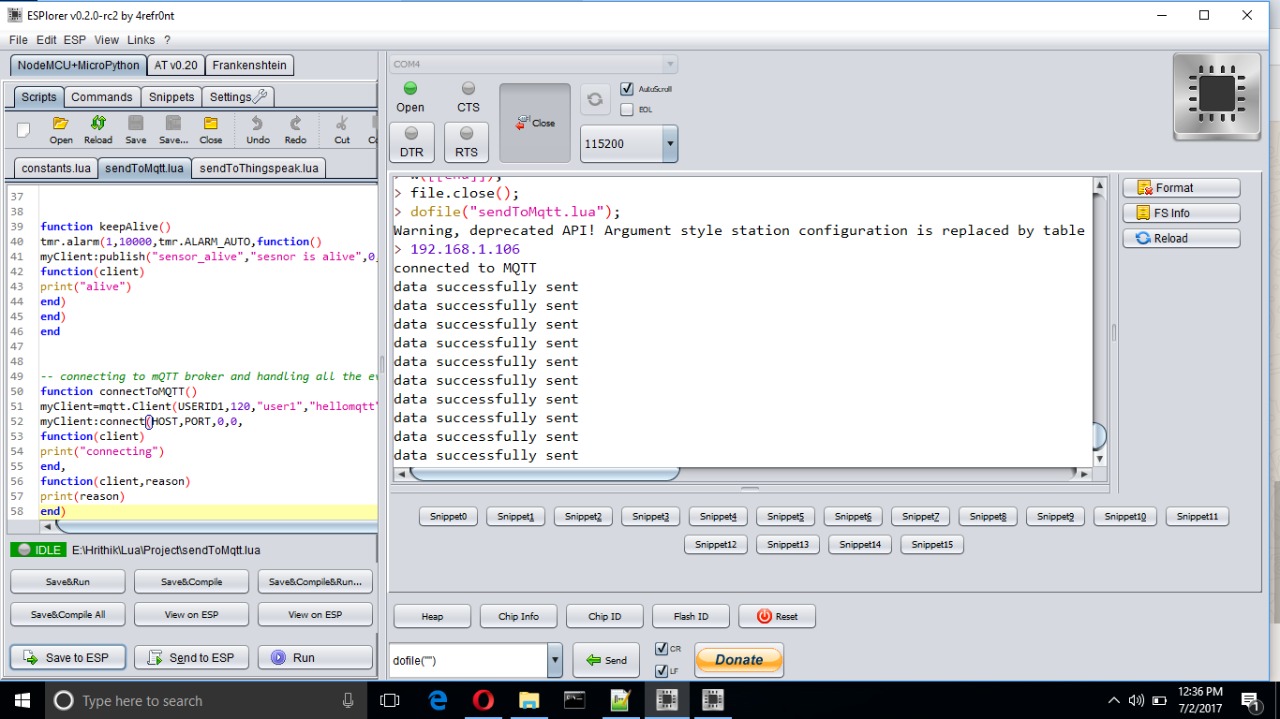 ESPlorer v0.2.0-rc2 by 4refr0nt
File Edit ESP View Links ?
NodeMCU+MicroPython AT v0.20 Frankenshtein
Scripts Commands Snippets Settings
Open Reload Save Save... Close Undo Redo Cut
constants.lua sendToMqtt.lua sendToThingspeak.lua
37
38
39 function keepAlive()
40 tmr.alarm(1,10000,tmr.ALARM_AUTO,function()
41 myClient:publish("sensor_alive","sesnor is alive",0,
42 function(client)
43 print("alive")
44 end)
45 end)
46 end
47
48
49 -- connecting to mQTT broker and handling all the ev
50 function connectToMQTT()
51 myClient=mqtt.Client(USERID1,120,"user1","hellomqtt"
52 myClient:connect(HOST,PORT,0,0,
53 function(client)
54 print("connecting")
55 end,
56 function(client,reason)
57 print(reason)
58 end)
IDLE E:\Hrithik\Lua\Project\sendToMqtt.lua
Save&Run Save&Compile Save&Compile&Run...
Save&Compile All View on ESP View on ESP
Save to ESP Send to ESP Run
COM4
Open CTS
DTR RTS
Close
AutoScroll
EOL
115200
> w([[end]]);
> file.close();
> dofile("sendToMqtt.lua");
Warning, deprecated API! Argument style station configuration is replaced by table
> 192.168.1.106
connected to MQTT
data successfully sent
data successfully sent
data successfully sent
data successfully sent
data successfully sent
data successfully sent
data successfully sent
data successfully sent
data successfully sent
data successfully sent
Format
FS Info
Reload
Snippet0 Snippet1 Snippet2 Snippet3 Snippet4 Snippet5 Snippet6 Snippet7 Snippet8 Snippet9 Snippet10 Snippet11
Snippet12 Snippet13 Snippet14 Snippet15
Heap Chip Info Chip ID Flash ID Reset
dofile("") Send
CR
LF
Donate
Type here to search
12:36 PM
7/2/2017
1